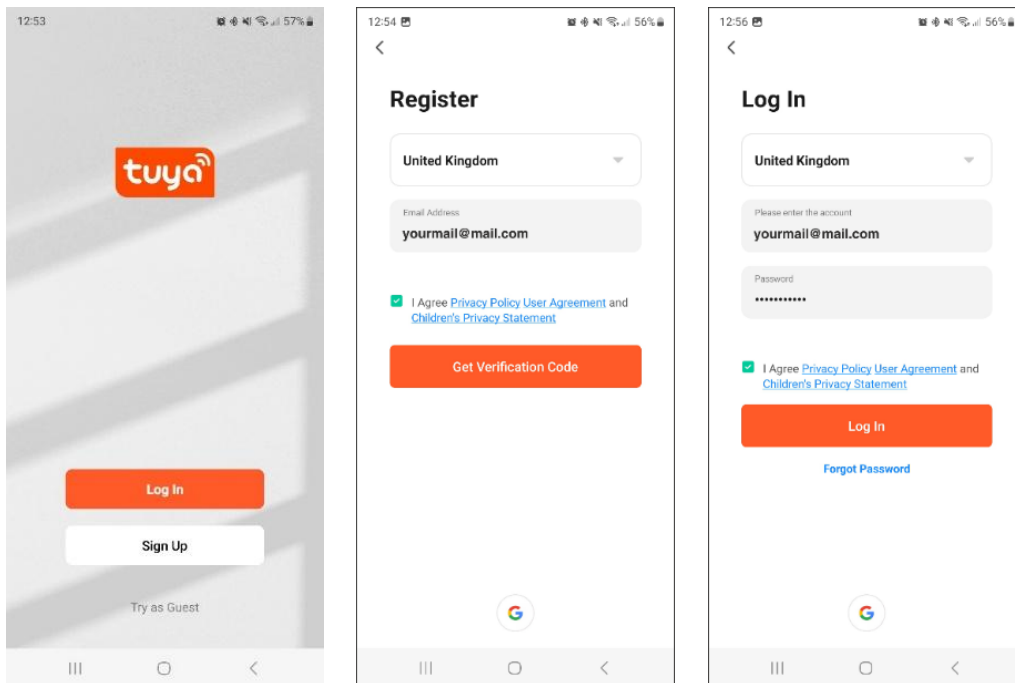 12:53
57%
tuya
Log In
Sign Up
Try as Guest
12:54
56%
Register
United Kingdom
Email Address
yourmail@mail.com
I Agree Privacy Policy User Agreement and
Children's Privacy Statement
Get Verification Code
G
12:56
56%
Log In
United Kingdom
Please enter the account
yourmail@mail.com
Password
•••••••••••
I Agree Privacy Policy User Agreement and
Children's Privacy Statement
Log In
Forgot Password
G